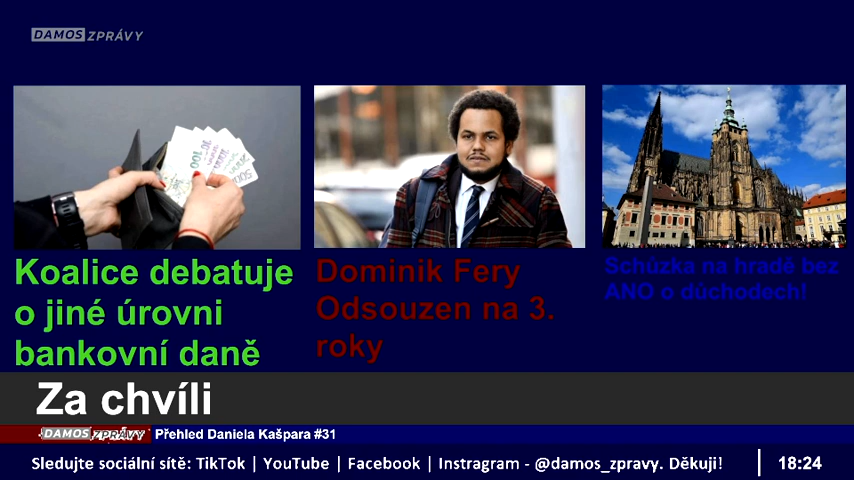 DAMOS ZPRÁVY
Koalice debatuje
o jiné úrovni
bankovní daně
Dominik Fery
Odsouzen na 3.
roky
Schůzka na hradě bez
ANO o důchodech!
Za chvíli
DAMOS ZPRÁVY Přehled Daniela Kašpara #31
Sledujte sociální sítě: TikTok | YouTube | Facebook | Instragram - @damos_zpravy. Děkuji! | 18:24